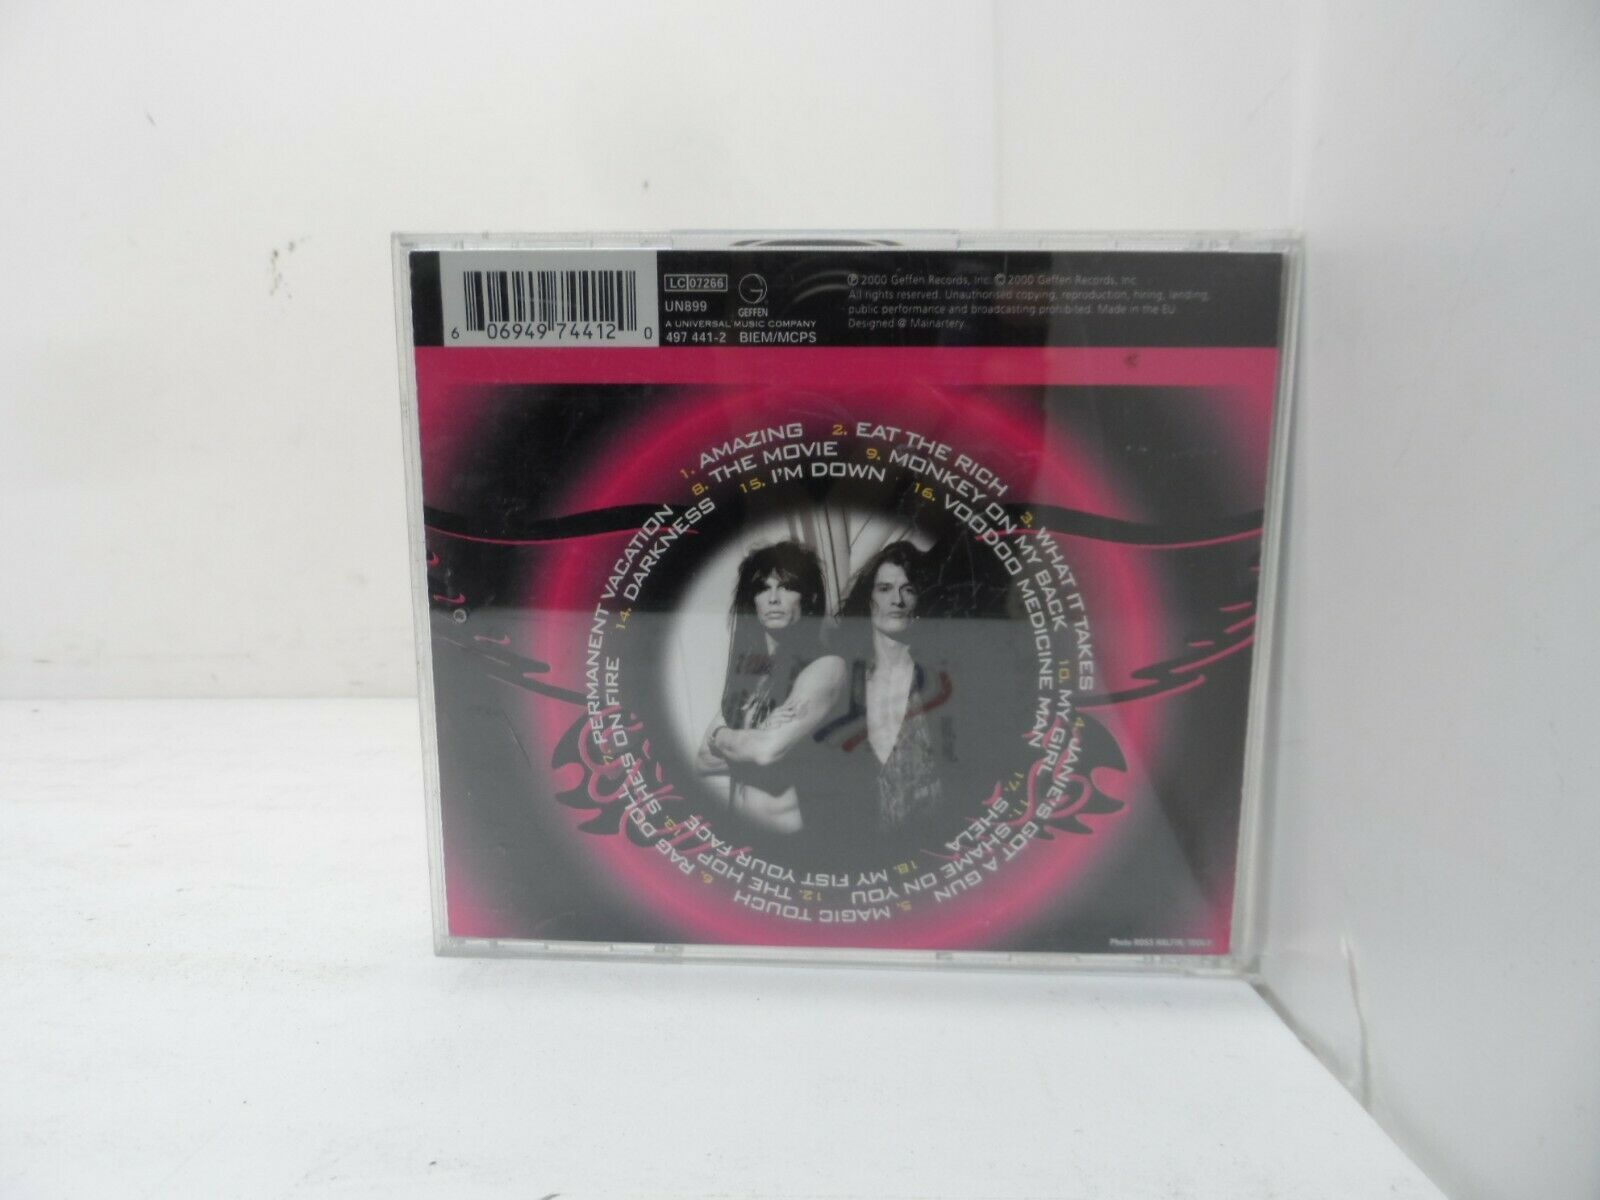 6 06949 74412 0
LC 07266
UN899
GEFFEN
A UNIVERSAL MUSIC COMPANY
497 441-2 BIEM/MCPS
℗ 2000 Geffen Records, Inc. © 2000 Geffen Records, Inc
All rights reserved. Unauthorised copying, reproduction, hiring, lending,
public performance and broadcasting prohibited. Made in the EU
Designed @ Mainartery
1. AMAZING
2. EAT THE RICH
3. WHAT IT TAKES
4. JANIE'S GOT A GUN
5. MAGIC TOUCH
6. RAG DOLL
7. PERMANENT VACATION
8. THE MOVIE
9. MONKEY ON MY BACK
10. MY GIRL
11. SHAME ON YOU
12. THE HOP
13. SHE'S ON FIRE
14. DARKNESS
15. I'M DOWN
16. VOODOO MEDICINE MAN
17. SHELA
18. MY FIST YOUR FACE
Photo ROSS HALFIN